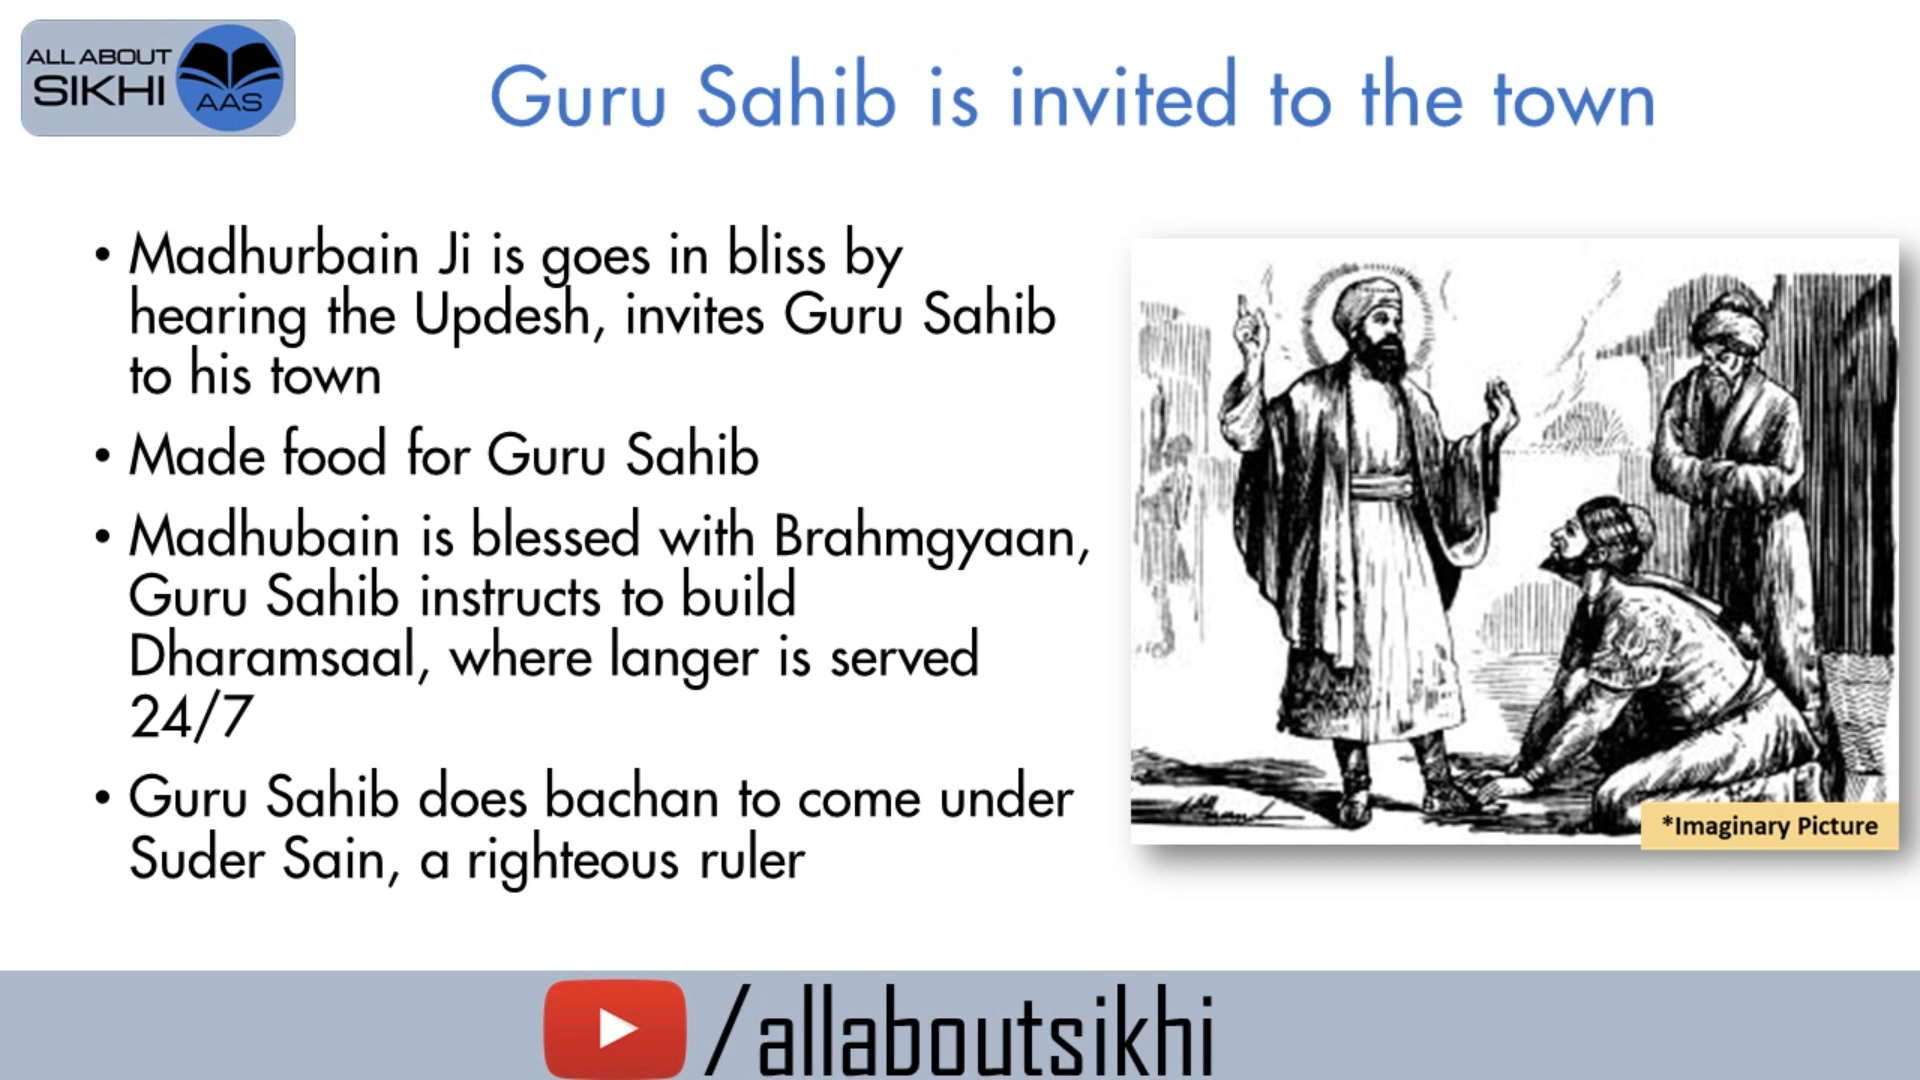 ALL ABOUT
SIKHI
AAS
Guru Sahib is invited to the town
• Madhurbain Ji is goes in bliss by
hearing the Updesh, invites Guru Sahib
to his town
• Made food for Guru Sahib
• Madhubain is blessed with Brahmgyaan,
Guru Sahib instructs to build
Dharamsaal, where langer is served
24/7
• Guru Sahib does bachan to come under
Suder Sain, a righteous ruler
*Imaginary Picture
/allaboutsikhi